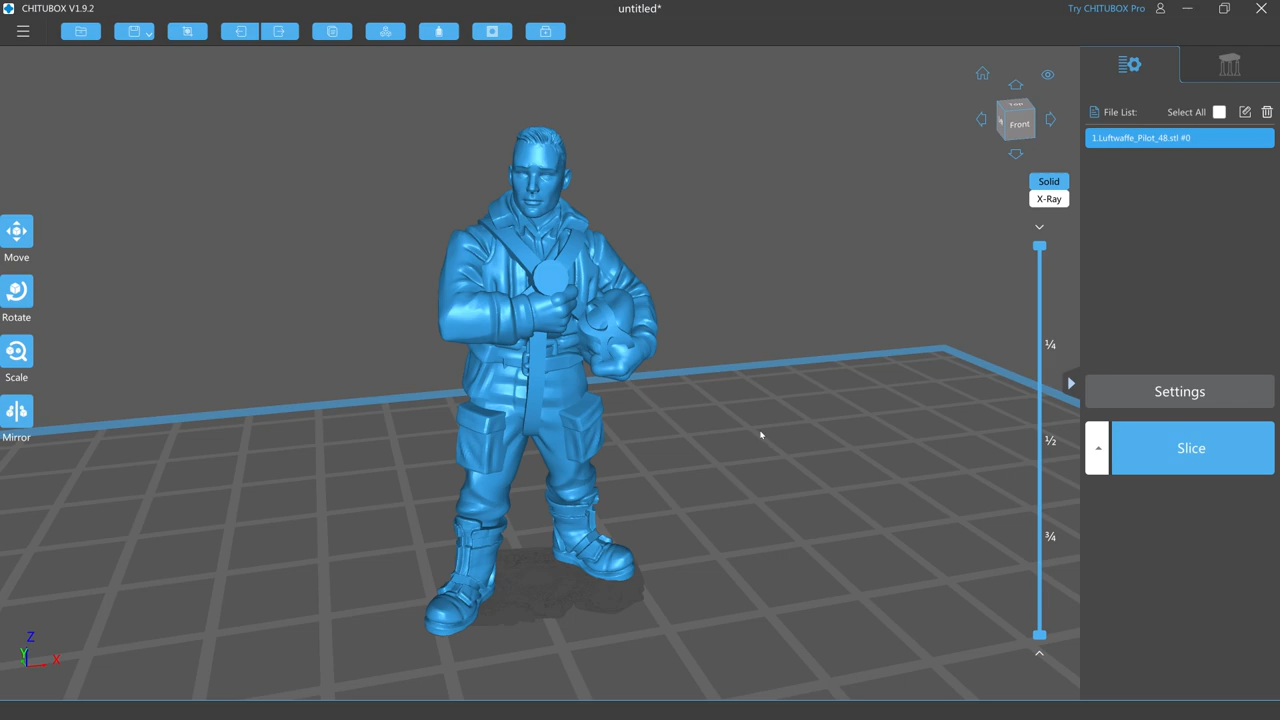 CHITUBOX V1.9.2
untitled*
Try CHITUBOX Pro
File List:
Select All
1.Luftwaffe_Pilot_48.stl #0
Front
Solid
X-Ray
Move
Rotate
Scale
Mirror
¼
½
¾
Settings
Slice
Z
Y
X